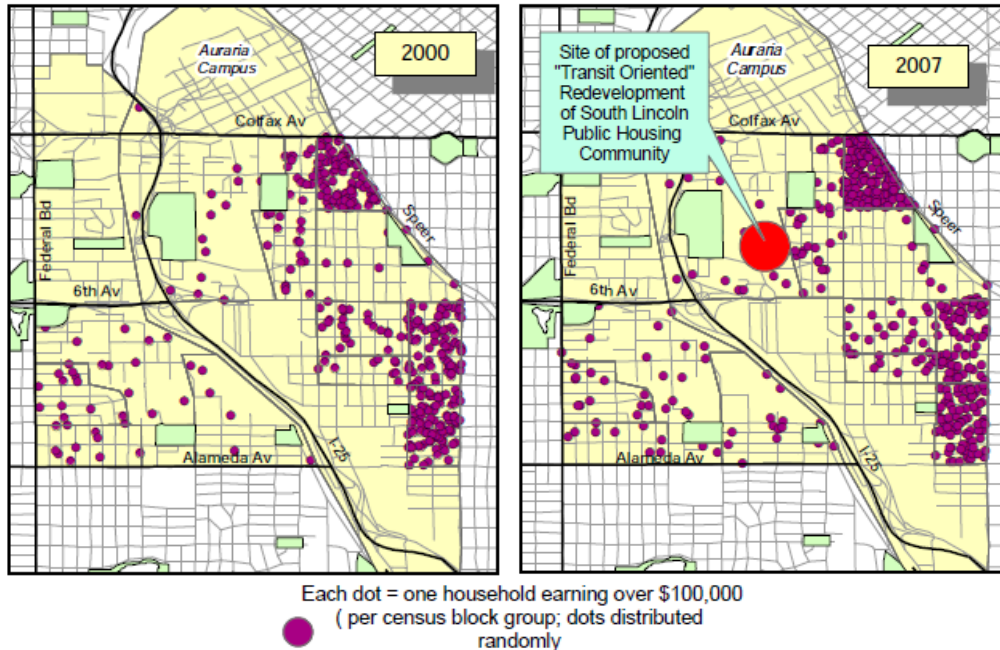 Auraria
Campus
2000
Colfax Av
Federal Bd
Speer
6th Av
Alameda Av
I-25
Site of proposed
"Transit Oriented"
Redevelopment
of South Lincoln
Public Housing
Community
Auraria
Campus
2007
Colfax Av
Federal Bd
Speer
6th Av
Alameda Av
I-25
Each dot = one household earning over $100,000
( per census block group; dots distributed
randomly